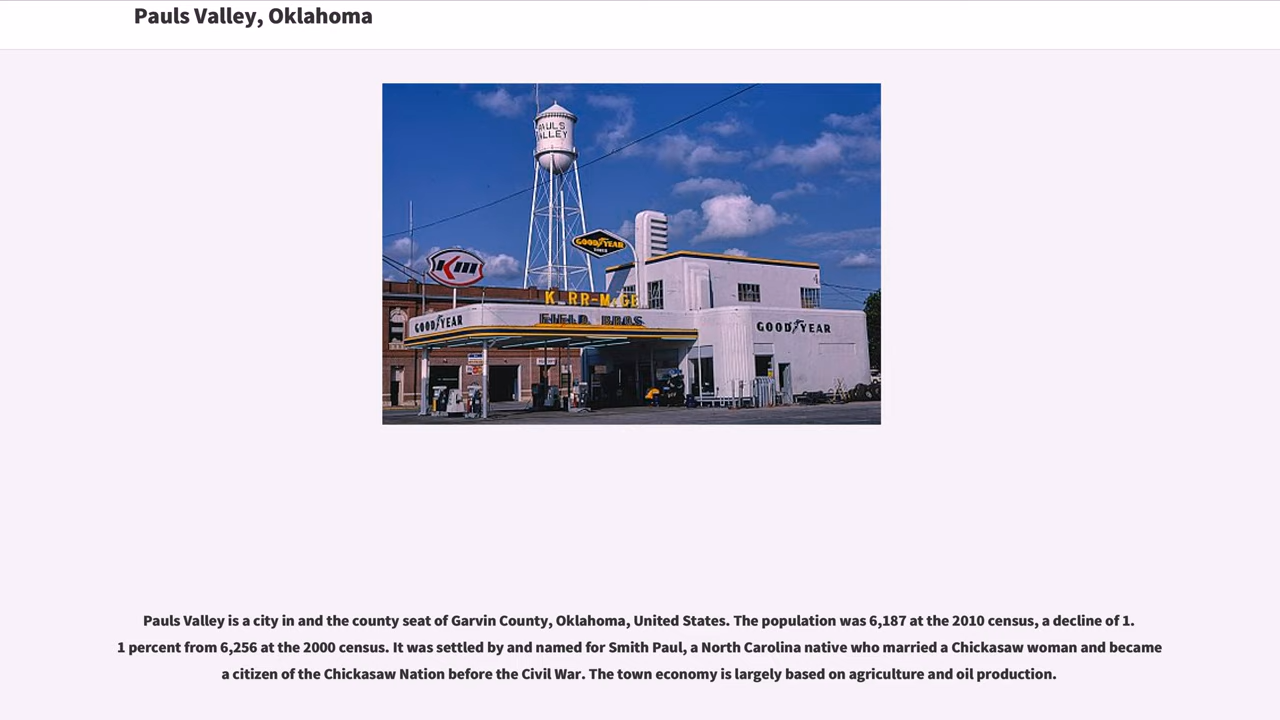 Pauls Valley, Oklahoma
PAULS
VALLEY
GOODYEAR
KM
K RR-M GE
FIELD BROS
GOODYEAR
GOODYEAR
Pauls Valley is a city in and the county seat of Garvin County, Oklahoma, United States. The population was 6,187 at the 2010 census, a decline of 1.
1 percent from 6,256 at the 2000 census. It was settled by and named for Smith Paul, a North Carolina native who married a Chickasaw woman and became
a citizen of the Chickasaw Nation before the Civil War. The town economy is largely based on agriculture and oil production.